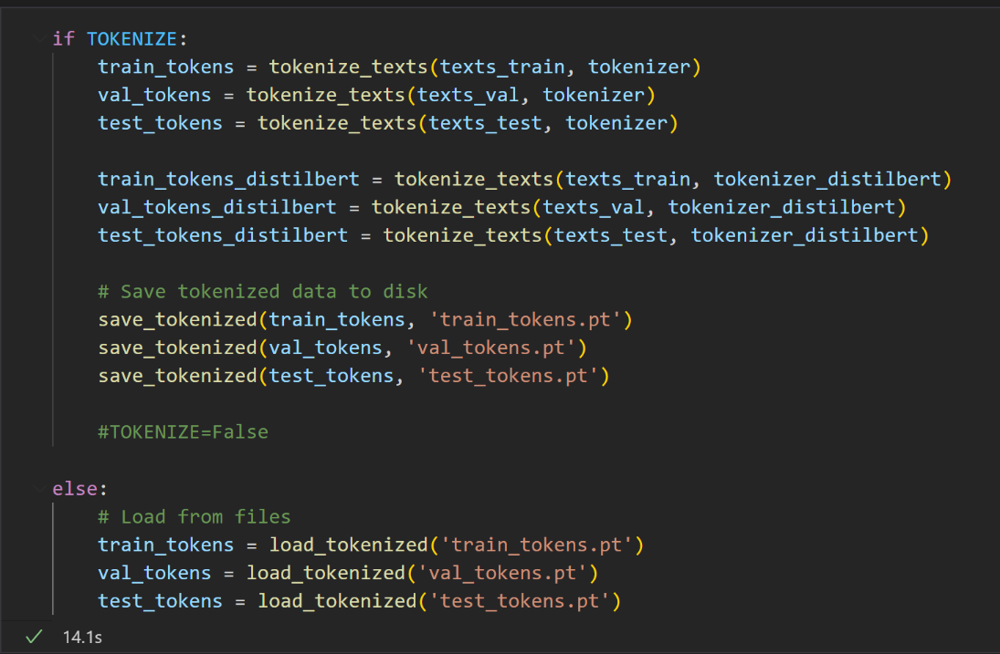 if TOKENIZE:
    train_tokens = tokenize_texts(texts_train, tokenizer)
    val_tokens = tokenize_texts(texts_val, tokenizer)
    test_tokens = tokenize_texts(texts_test, tokenizer)

    train_tokens_distilbert = tokenize_texts(texts_train, tokenizer_distilbert)
    val_tokens_distilbert = tokenize_texts(texts_val, tokenizer_distilbert)
    test_tokens_distilbert = tokenize_texts(texts_test, tokenizer_distilbert)

    # Save tokenized data to disk
    save_tokenized(train_tokens, 'train_tokens.pt')
    save_tokenized(val_tokens, 'val_tokens.pt')
    save_tokenized(test_tokens, 'test_tokens.pt')

    #TOKENIZE=False

else:
    # Load from files
    train_tokens = load_tokenized('train_tokens.pt')
    val_tokens = load_tokenized('val_tokens.pt')
    test_tokens = load_tokenized('test_tokens.pt')
14.1s